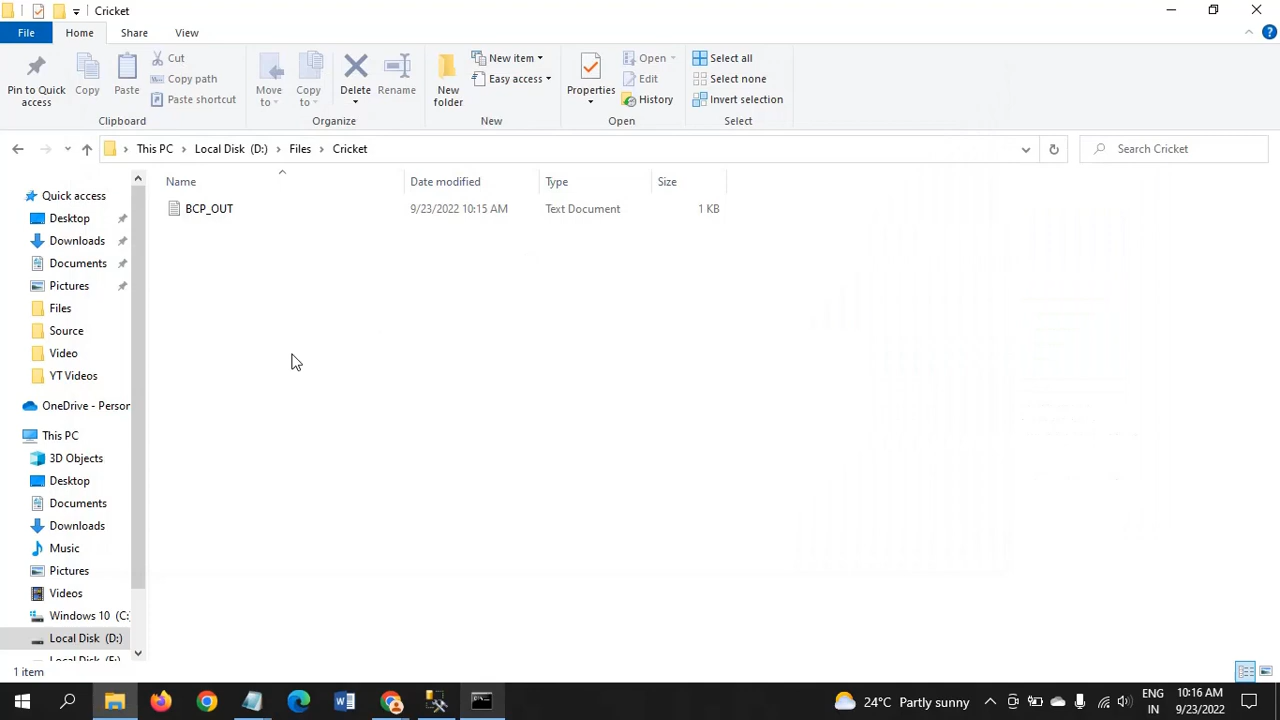 Cricket
File Home Share View
Pin to Quick access
Copy
Paste
Cut
Copy path
Paste shortcut
Clipboard
Move to
Copy to
Delete
Rename
Organize
New folder
New item
Easy access
New
Properties
Open
Edit
History
Open
Select all
Select none
Invert selection
Select
This PC Local Disk (D:) Files Cricket
Search Cricket
Name Date modified Type Size
BCP_OUT 9/23/2022 10:15 AM Text Document 1 KB
Quick access
Desktop
Downloads
Documents
Pictures
Files
Source
Video
YT Videos
OneDrive - Person
This PC
3D Objects
Desktop
Documents
Downloads
Music
Pictures
Videos
Windows 10 (C:
Local Disk (D:)
1 item
24°C Partly sunny
ENG
IN
9/23/2022